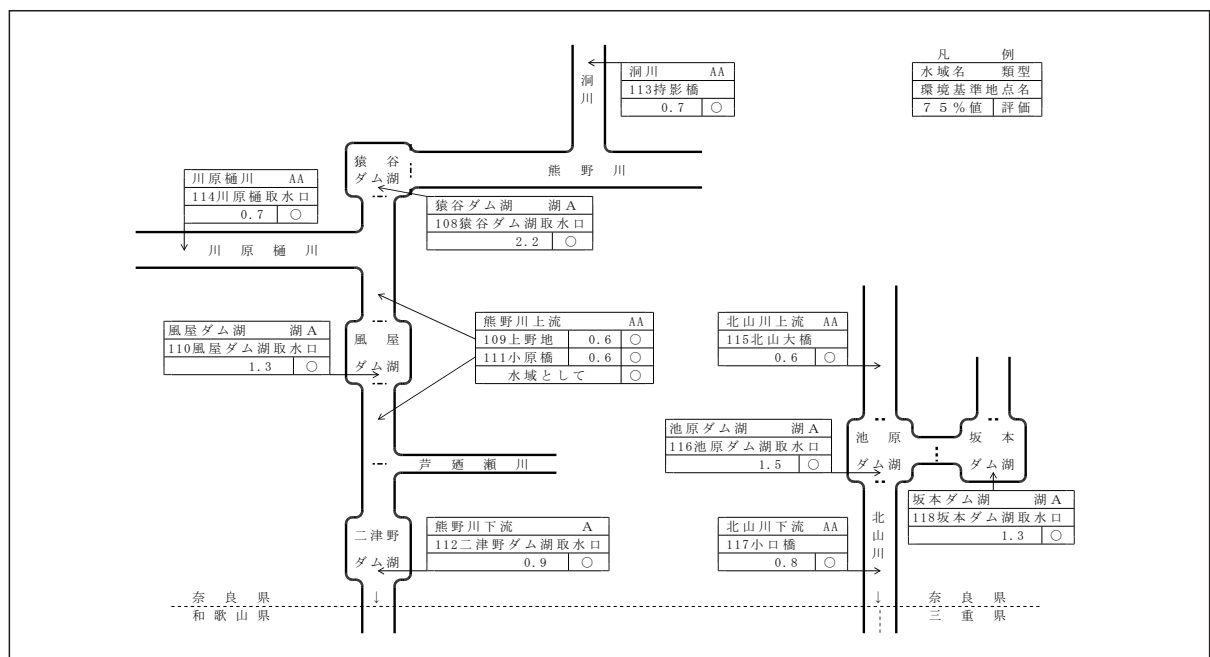 凡 例
水域名 類型
環境基準地点名
75%値 評価
洞川 AA
113持影橋
0.7 ○
洞川
猿谷
ダム湖
熊野川
川原樋川 AA
114川原樋取水口
0.7 ○
猿谷ダム湖 湖A
108猿谷ダム湖取水口
2.2 ○
川原樋川
風屋ダム湖 湖A
110風屋ダム湖取水口
1.3 ○
風屋
ダム湖
熊野川上流 AA
109上野地 0.6 ○
111小原橋 0.6 ○
水域として ○
北山川上流 AA
115北山大橋
0.6 ○
池原ダム湖 湖A
116池原ダム湖取水口
1.5 ○
池原
ダム湖
坂本
ダム湖
芦廼瀬川
坂本ダム湖 湖A
118坂本ダム湖取水口
1.3 ○
二津野
ダム湖
熊野川下流 A
112二津野ダム湖取水口
0.9 ○
北山川下流 AA
117小口橋
0.8 ○
北山川
奈良県 ↓ ↓ 奈良県
和歌山県 三重県